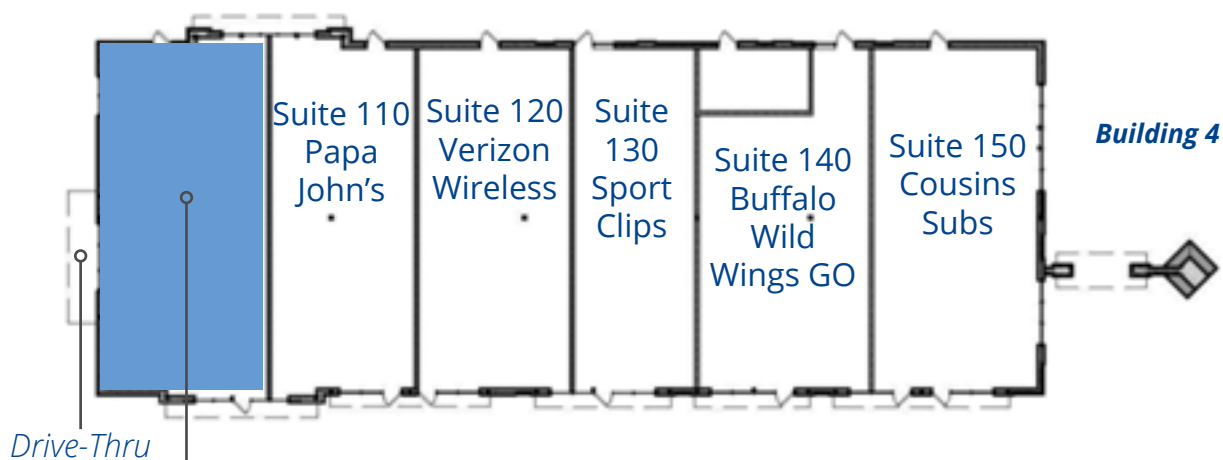 Suite 110
Papa
John’s
Suite 120
Verizon
Wireless
Suite
130
Sport
Clips
Suite 140
Buffalo
Wild
Wings GO
Suite 150
Cousins
Subs
Building 4
Drive-Thru